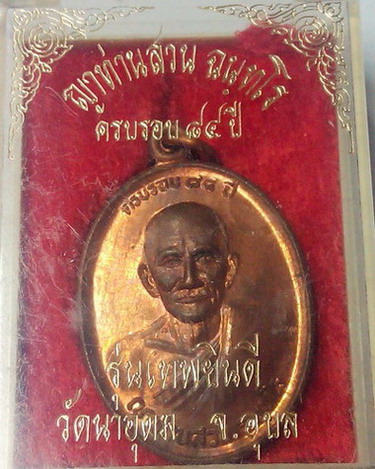 ญาท่านสวน ฉนฺทโร
ครบรอบ ๘๔ ปี
ครบรอบ ๘๔ ปี
รุ่นเทพยินดี
วัดนาอุดม จ.อุบล